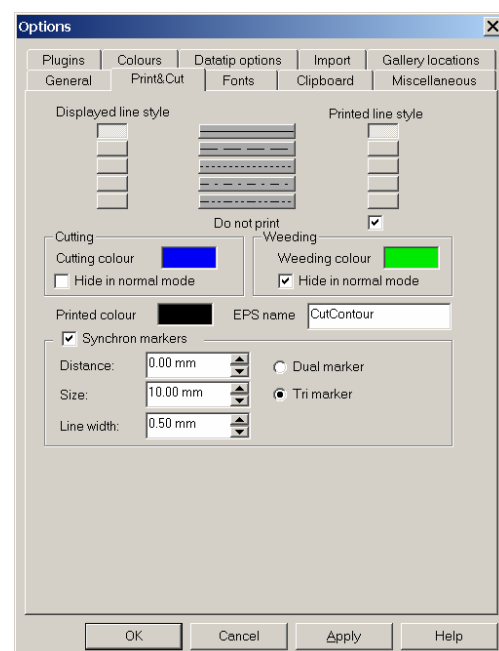 Options
Plugins Colours Datatip options Import Gallery locations
General Print&Cut Fonts Clipboard Miscellaneous
Displayed line style Printed line style
Do not print
Cutting Weeding
Cutting colour Weeding colour
Hide in normal mode Hide in normal mode
Printed colour EPS name CutContour
Synchron markers
Distance: 0.00 mm Dual marker
Size: 10.00 mm Tri marker
Line width: 0.50 mm
OK Cancel Apply Help